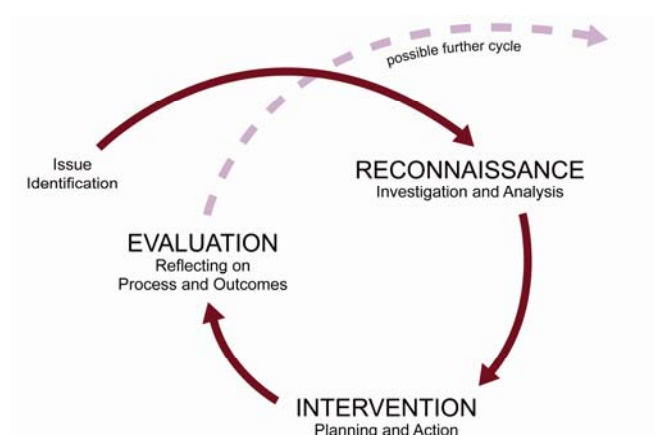 possible further cycle
Issue
Identification
RECONNAISSANCE
Investigation and Analysis
EVALUATION
Reflecting on
Process and Outcomes
INTERVENTION
Planning and Action